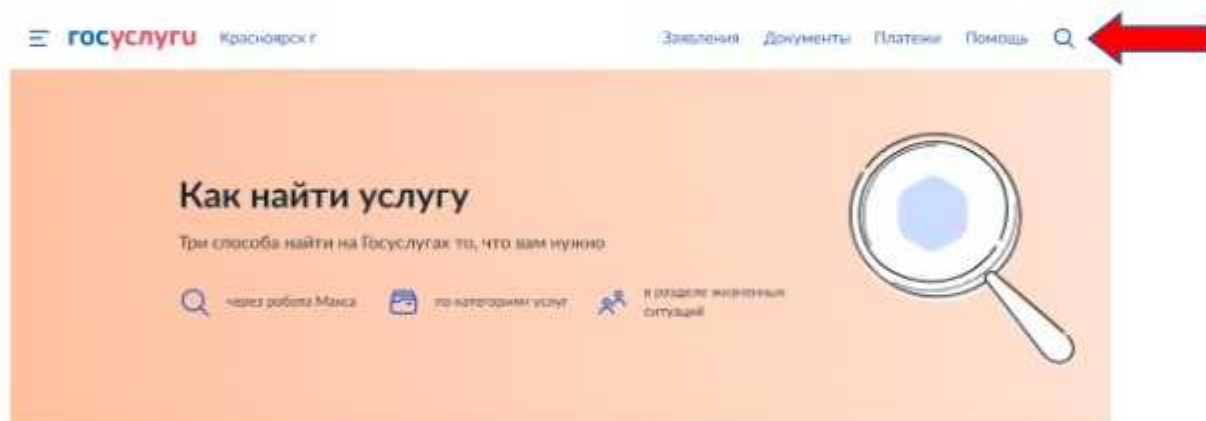 госуслуги Красноярск г Заявления Документы Платежи Помощь
Как найти услугу
Три способа найти на Госуслугах то, что вам нужно
через робота Макса по категориям услуг в разделе жизненных
ситуаций